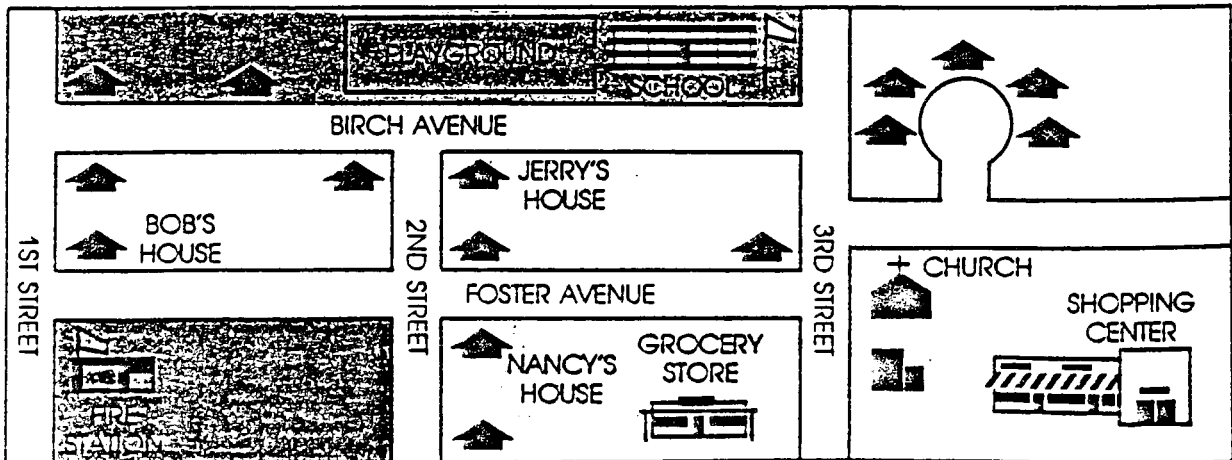 PLAYGROUND
SCHOOL
BIRCH AVENUE
JERRY'S
HOUSE
BOB'S
HOUSE
1ST STREET
2ND STREET
3RD STREET
FOSTER AVENUE
CHURCH
SHOPPING
CENTER
NANCY'S
HOUSE
GROCERY
STORE
FIRE
STATION